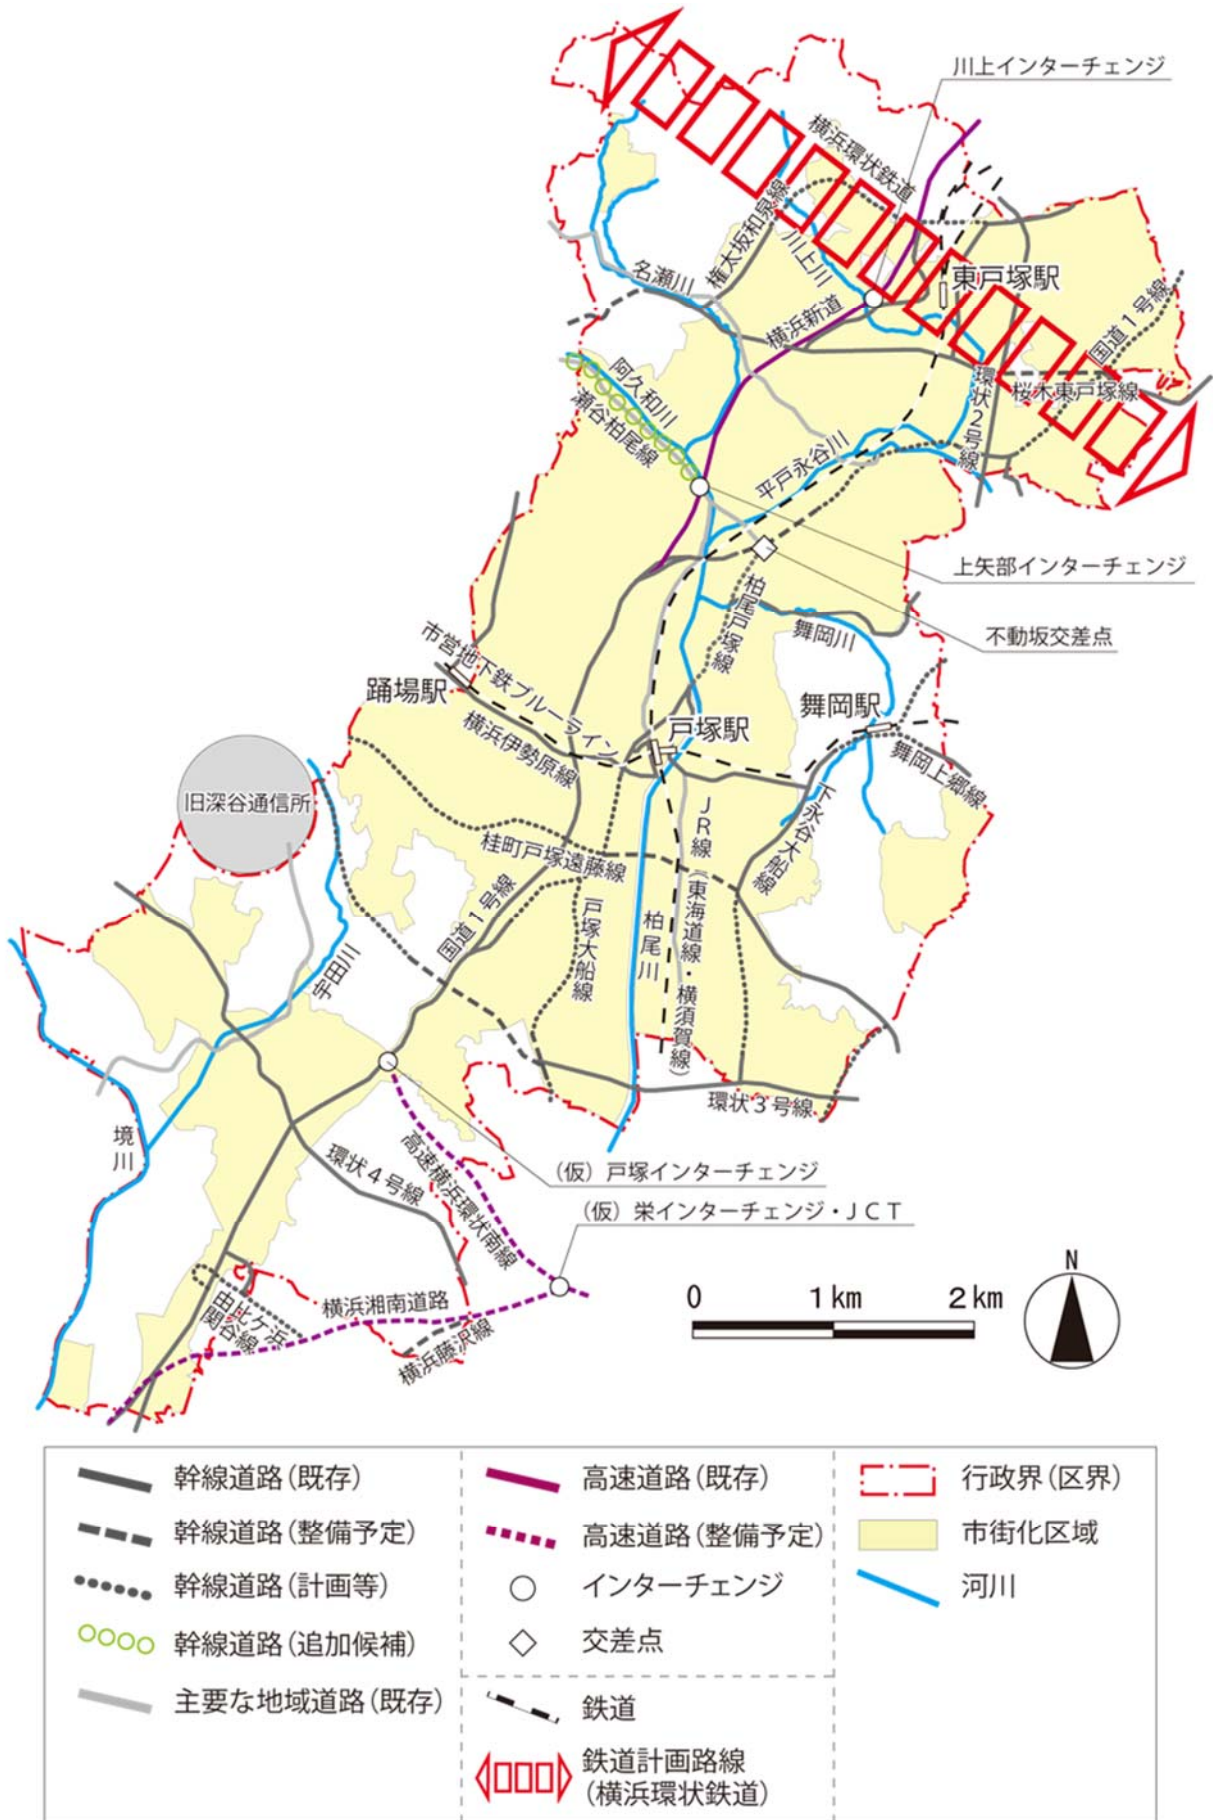 川上インターチェンジ
横浜環状鉄道
権太坂和泉線
川上川
名瀬川
東戸塚駅
横浜新道
国道1号線
阿久和川
瀬谷柏尾線
環状2号線
桜木東戸塚線
平戸永谷川
上矢部インターチェンジ
柏尾戸塚線
舞岡川
不動坂交差点
市営地下鉄ブルーライン
踊場駅
舞岡駅
戸塚駅
横浜伊勢原線
舞岡上郷線
旧深谷通信所
下永谷大船線
JR線(東海道線・横須賀線)
桂町戸塚遠藤線
国道1号線
戸塚大船線
柏尾川
宇田川
環状3号線
境川
高速横浜環状南線
環状4号線
(仮)戸塚インターチェンジ
(仮)栄インターチェンジ・JCT
N
0 1km 2km
横浜湘南道路
由比ケ浜
関谷線
横浜藤沢線
幹線道路(既存)
幹線道路(整備予定)
幹線道路(計画等)
幹線道路(追加候補)
主要な地域道路(既存)
高速道路(既存)
高速道路(整備予定)
インターチェンジ
交差点
鉄道
鉄道計画路線
(横浜環状鉄道)
行政界(区界)
市街化区域
河川